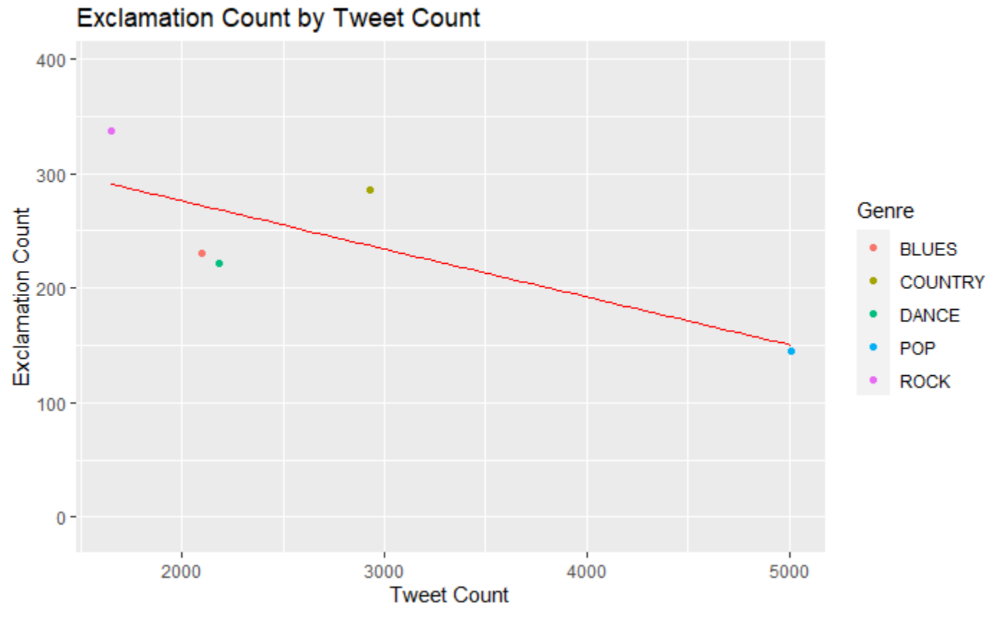 Exclamation Count by Tweet Count
400
300
200
100
0
Exclamation Count
2000 3000 4000 5000
Tweet Count
Genre
BLUES
COUNTRY
DANCE
POP
ROCK